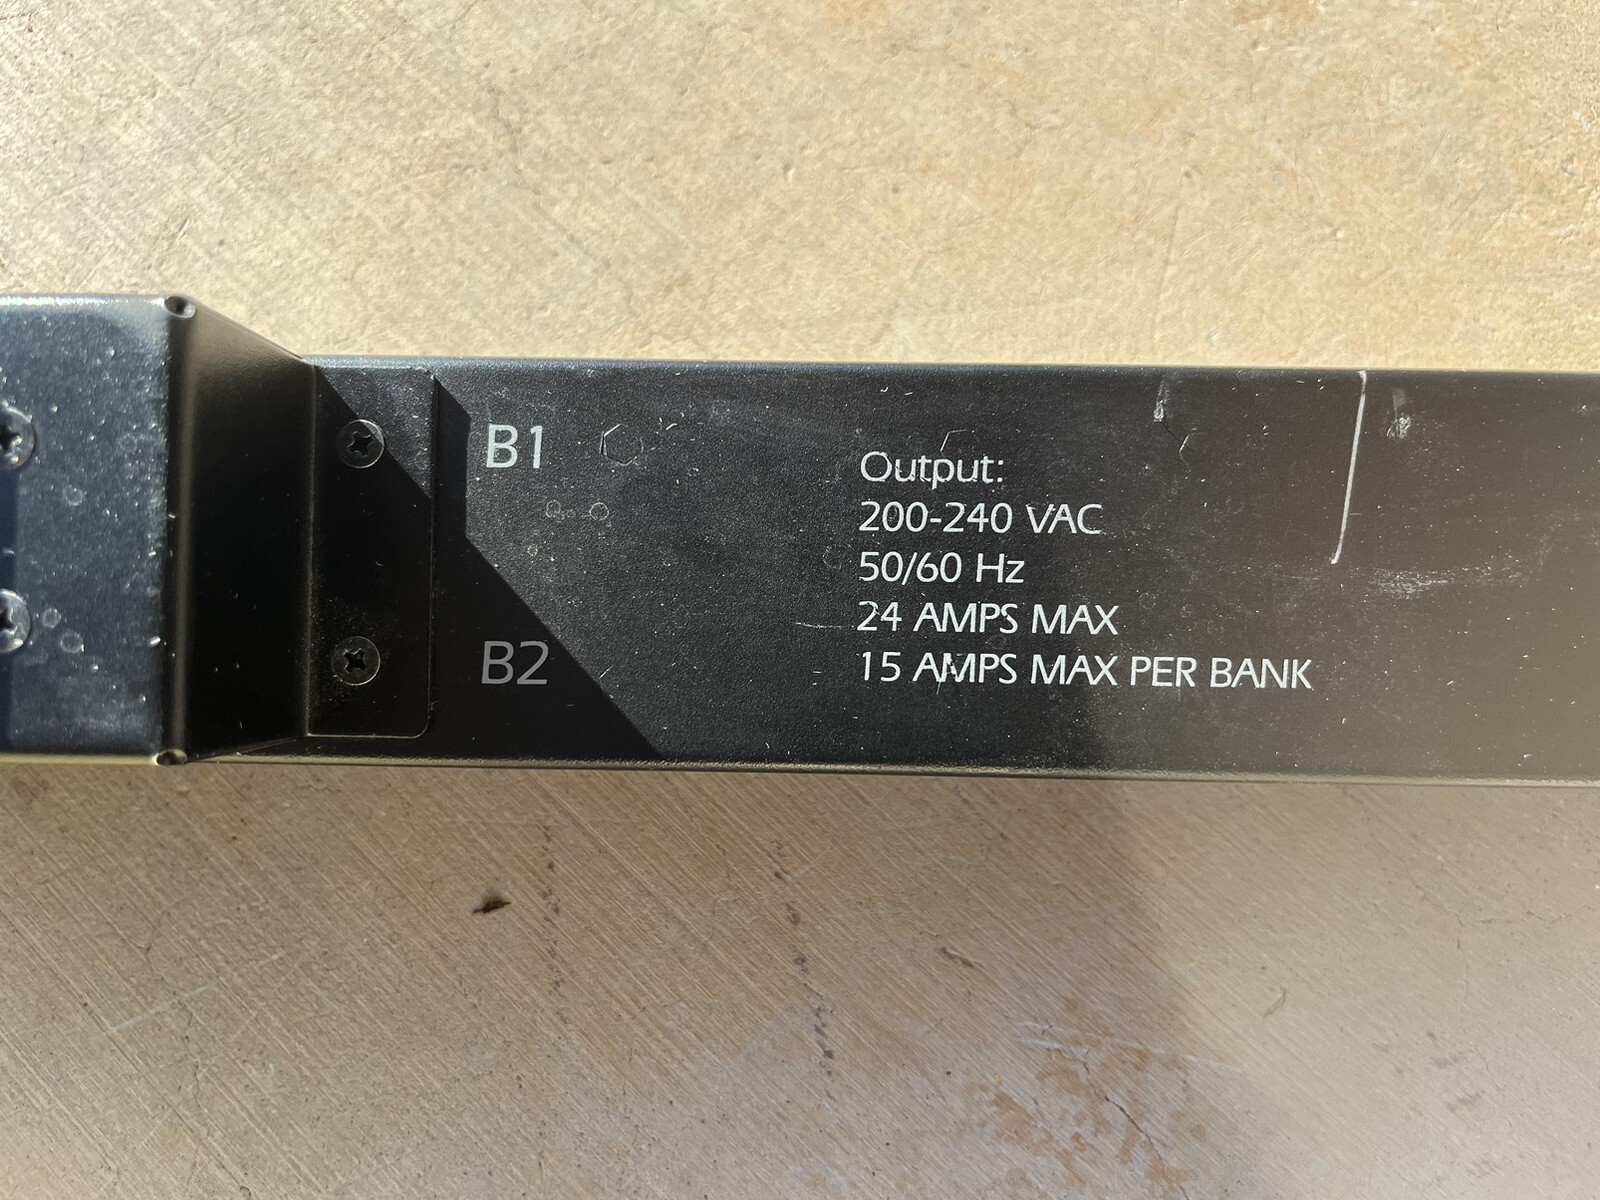 B1
B2
Output:
200-240 VAC
50/60 Hz
24 AMPS MAX
15 AMPS MAX PER BANK